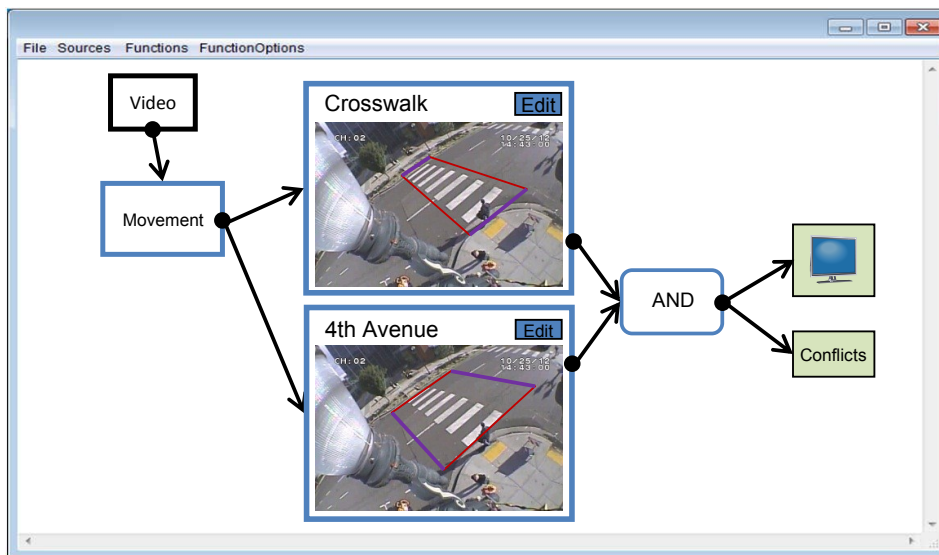 File Sources Functions FunctionOptions
Video
Movement
Crosswalk Edit
CH:02 10/25/12
14:43:00
4th Avenue Edit
CH:02 10/25/12
14:43:00
AND
Conflicts